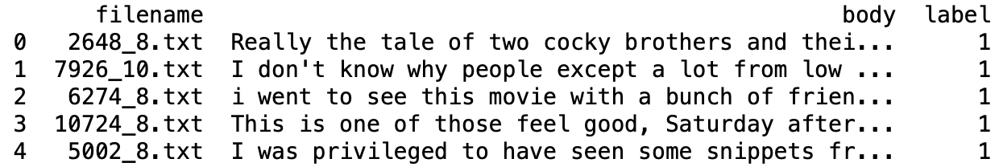 filename body label
0 2648_8.txt Really the tale of two cocky brothers and thei... 1
1 7926_10.txt I don't know why people except a lot from low ... 1
2 6274_8.txt i went to see this movie with a bunch of frien... 1
3 10724_8.txt This is one of those feel good, Saturday after... 1
4 5002_8.txt I was privileged to have seen some snippets fr... 1